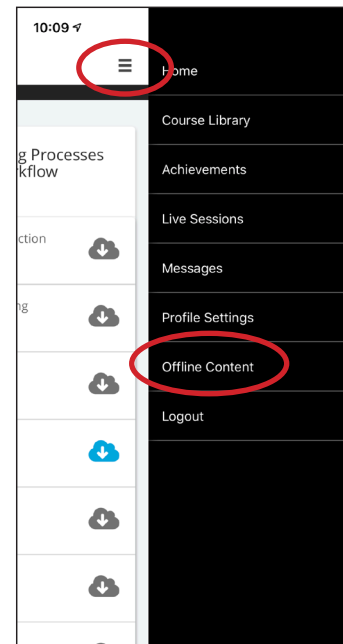 10:09
Home
Course Library
g Processes
kflow
Achievements
Live Sessions
ction
Messages
ng
Profile Settings
Offline Content
Logout